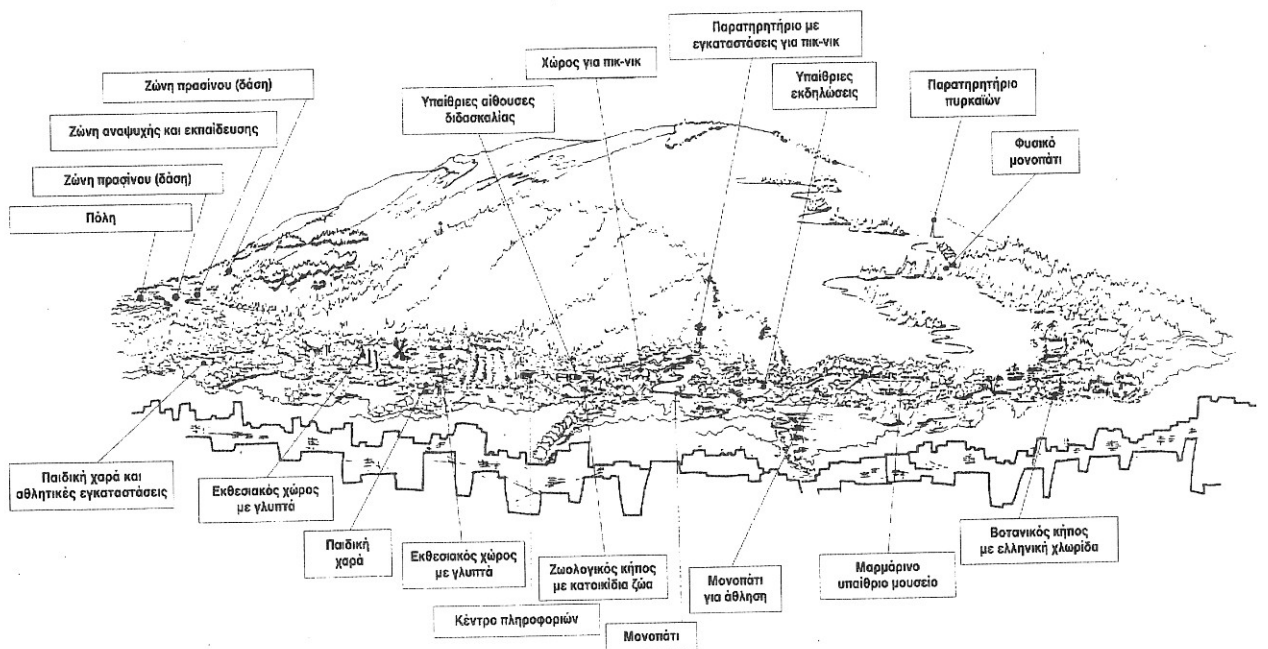 Παρατηρητήριο με
εγκαταστάσεις για πικ-νικ
Χώρος για πικ-νικ
Υπαίθριες
εκδηλώσεις
Ζώνη πρασίνου (δάση)
Παρατηρητήριο
πυρκαϊών
Υπαίθριες αίθουσες
διδασκαλίας
Ζώνη αναψυχής και εκπαίδευσης
Φυσικό
μονοπάτι
Ζώνη πρασίνου (δάση)
Πόλη
Παιδική χαρά και
αθλητικές εγκαταστάσεις
Εκθεσιακός χώρος
με γλυπτά
Παιδική
χαρά
Εκθεσιακός χώρος
με γλυπτά
Ζωολογικός κήπος
με κατοικίδια ζώα
Μονοπάτι
για άθληση
Μαρμάρινο
υπαίθριο μουσείο
Βοτανικός κήπος
με ελληνική χλωρίδα
Κέντρο πληροφοριών
Μονοπάτι